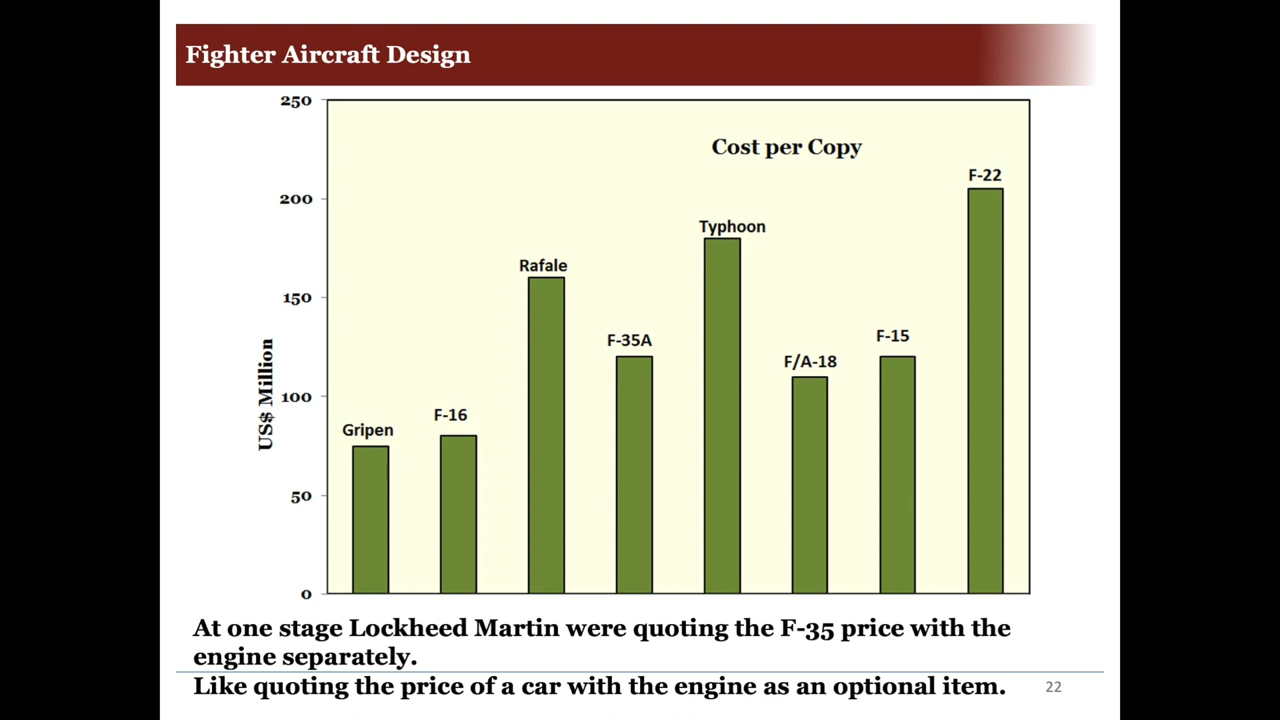 Fighter Aircraft Design
250
200
150
100
50
0
US$ Million
Cost per Copy
Gripen
F-16
Rafale
F-35A
Typhoon
F/A-18
F-15
F-22
At one stage Lockheed Martin were quoting the F-35 price with the
engine separately.
Like quoting the price of a car with the engine as an optional item.
22